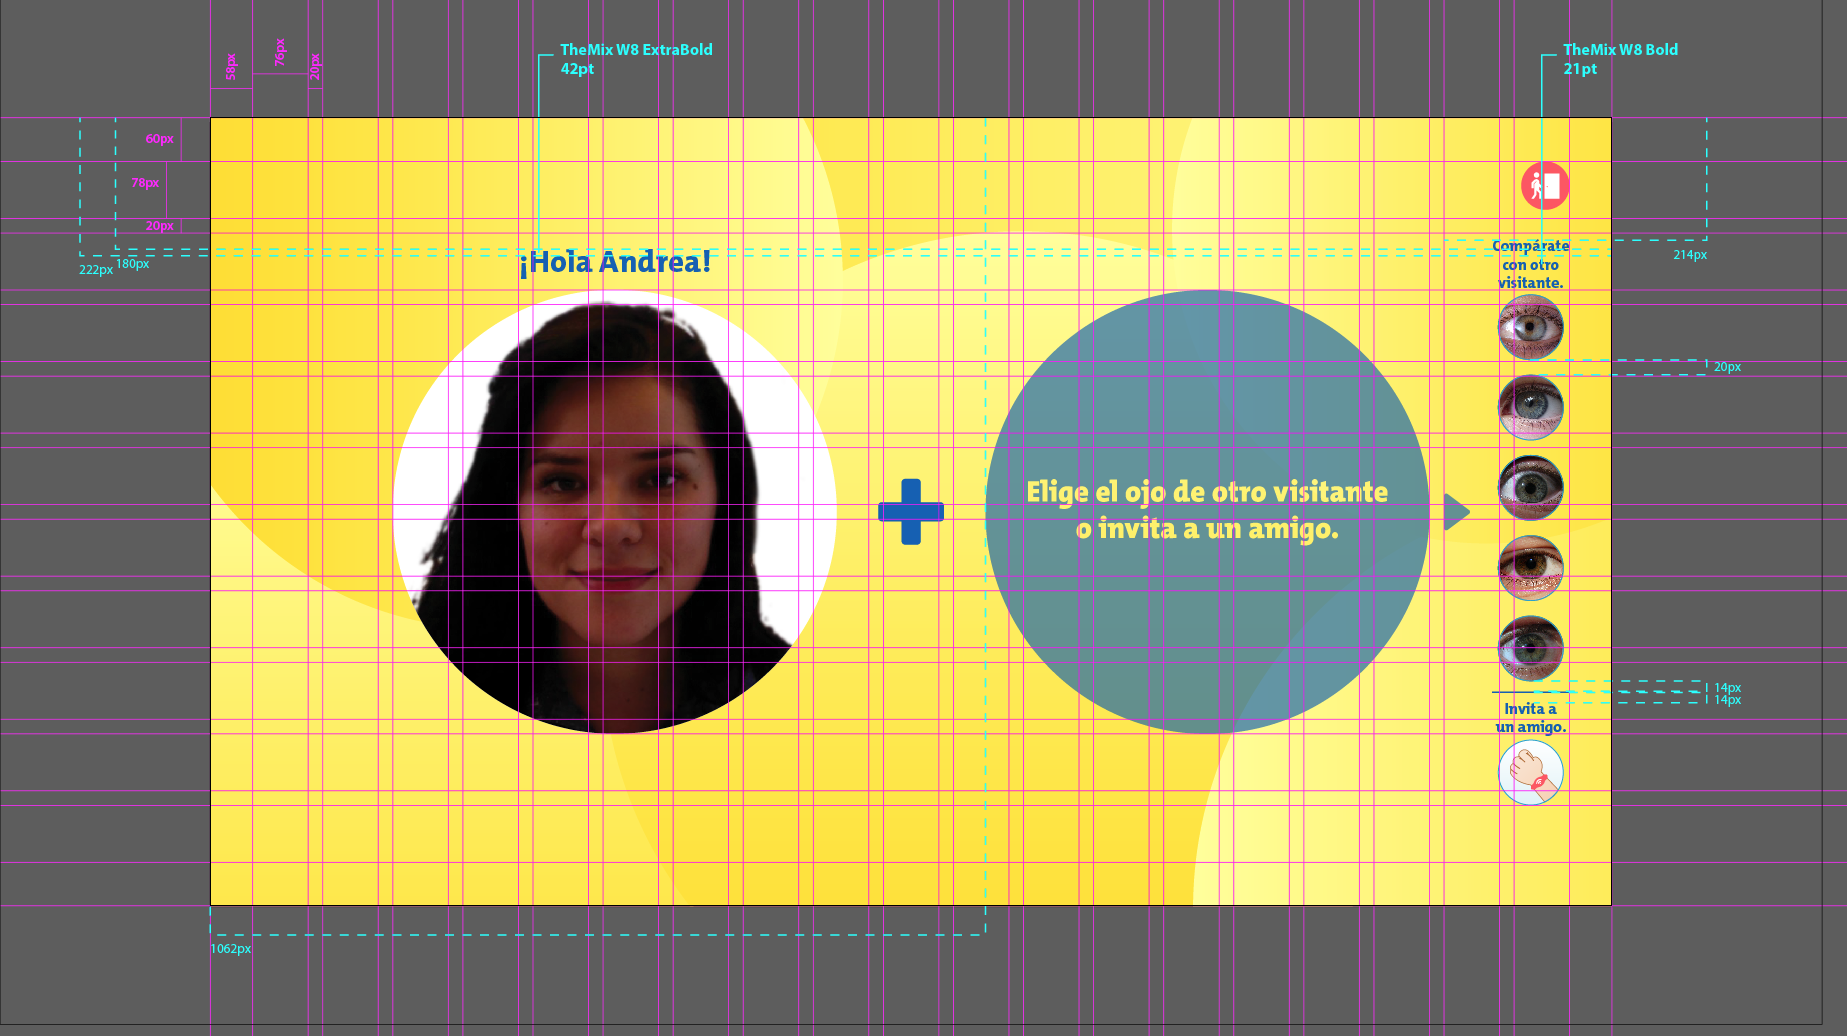 58px
76px
20px
TheMix W8 ExtraBold
42pt
TheMix W8 Bold
21pt
60px
78px
20px
222px
180px
214px
¡Hola Andrea!
Compárate
con otro
visitante.
20px
Elige el ojo de otro visitante
o invita a un amigo.
14px
14px
Invita a
un amigo.
1062px